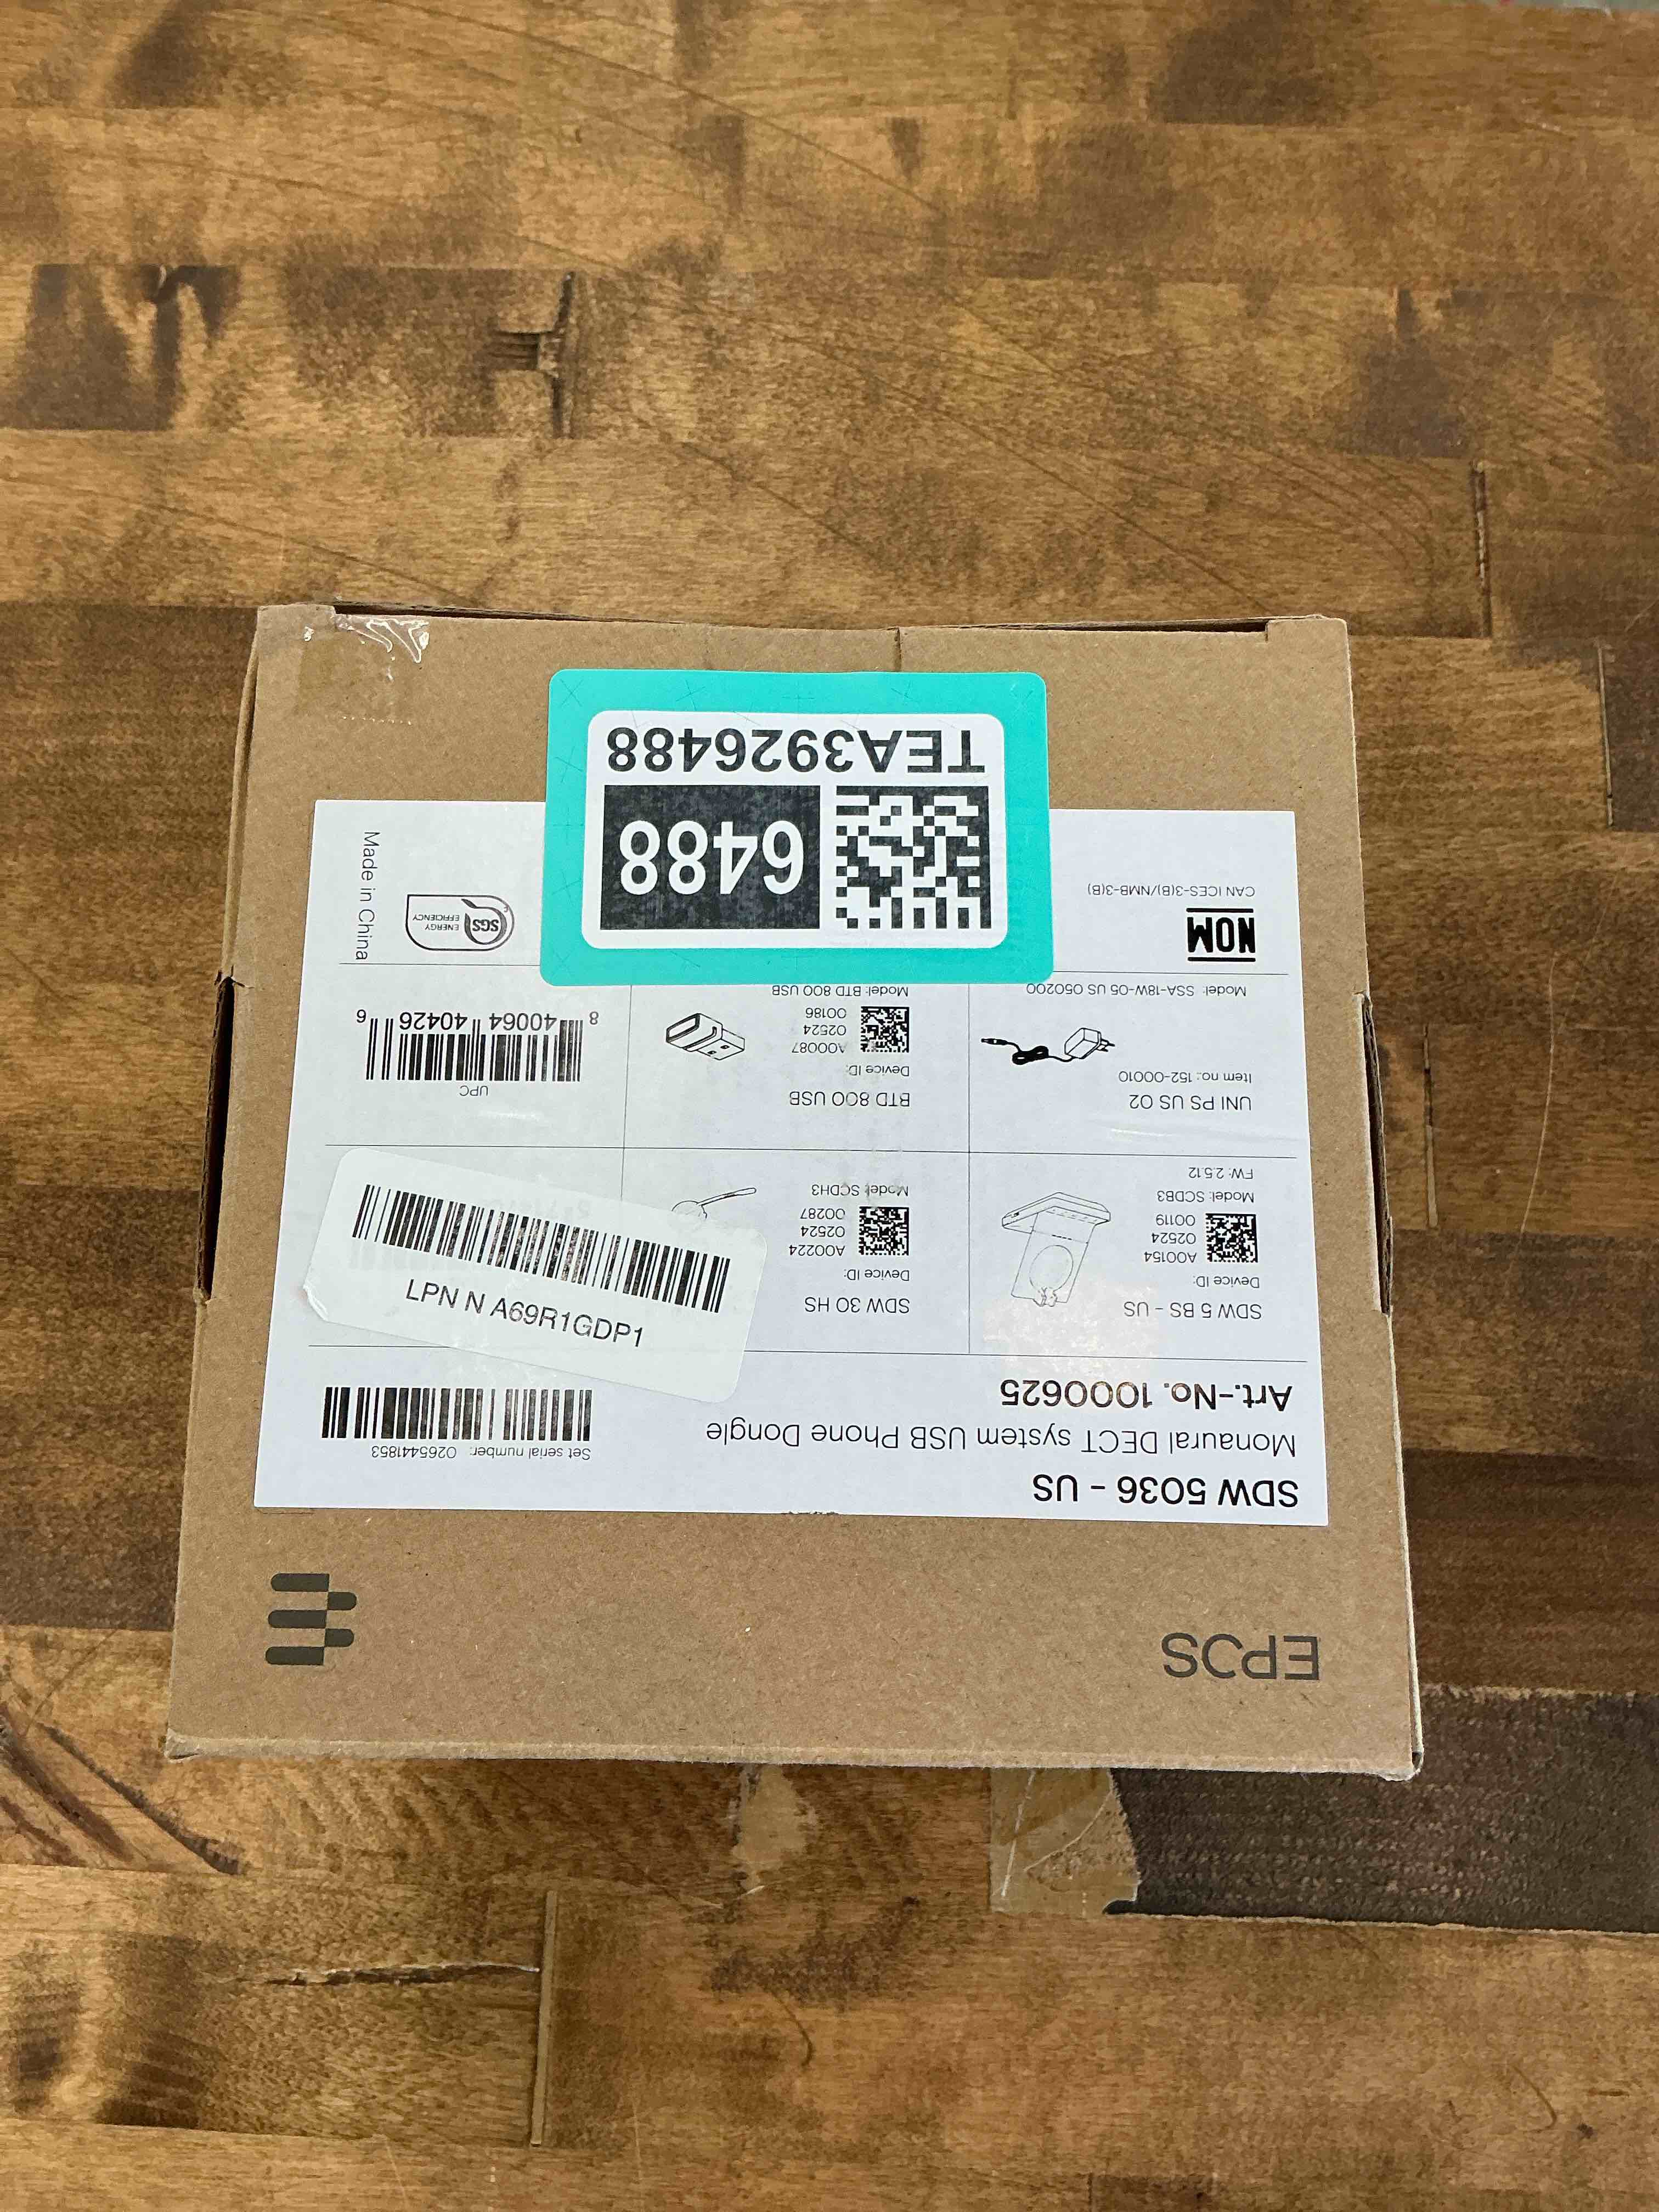 EPOS
SDW 5036 - US
Monaural DECT system USB Phone Dongle
Art.-No. 1000625
Set serial number: 0265441853
SDW 5 BS - US
Device ID:
A00154
02524
00119
Model: SCDB3
FW: 2.5.12
SDW 30 HS
Device ID:
A00224
02524
00287
Model: SCDH3
LPN N A69R1GDP1
UNI PS US 02
Item no.: 152-00010
Model: SSA-18W-05 US 050200
BTD 800 USB
Device ID:
A00087
02524
00186
Model: BTD 800 USB
UPC
8 40064 40426 6
NOM
CAN ICES-3(B)/NMB-3(B)
6488
TEA3926488
SGS
ENERGY
EFFICIENCY
Made in China